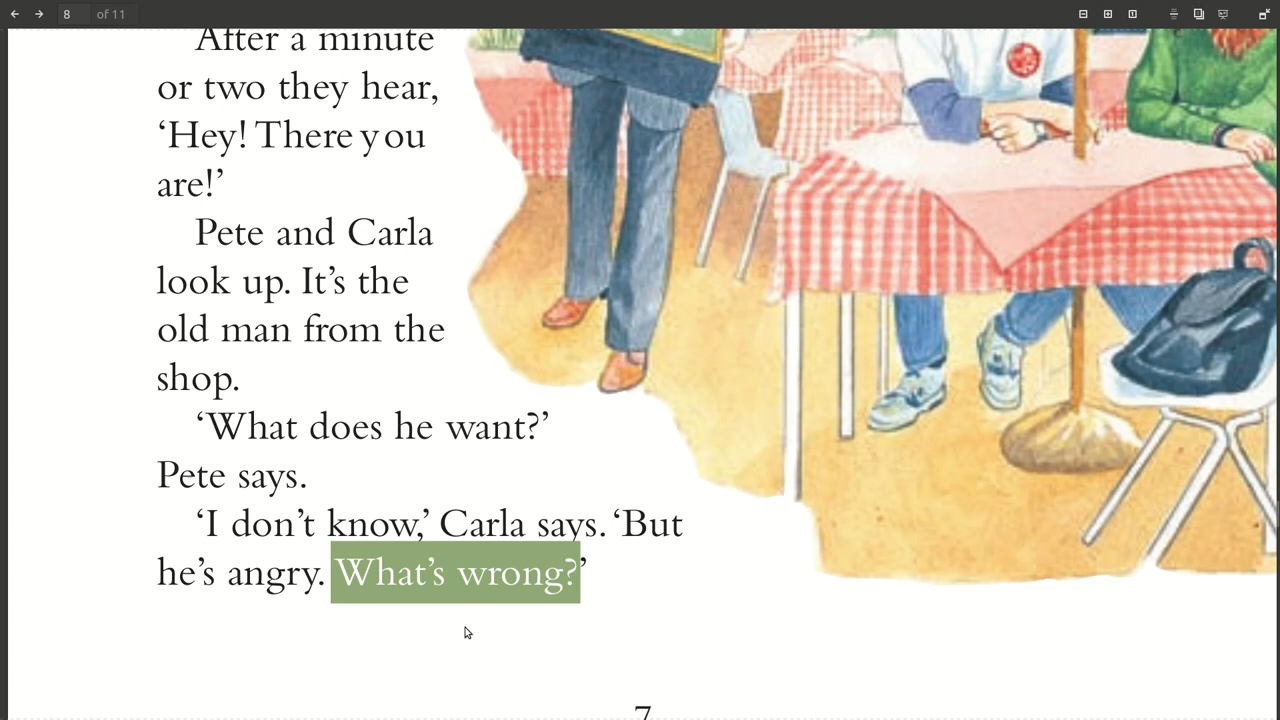 8 of 11
After a minute
or two they hear,
‘Hey! There you
are!’
Pete and Carla
look up. It’s the
old man from the
shop.
‘What does he want?’
Pete says.
‘I don’t know,’ Carla says. ‘But
he’s angry. What’s wrong?’
7